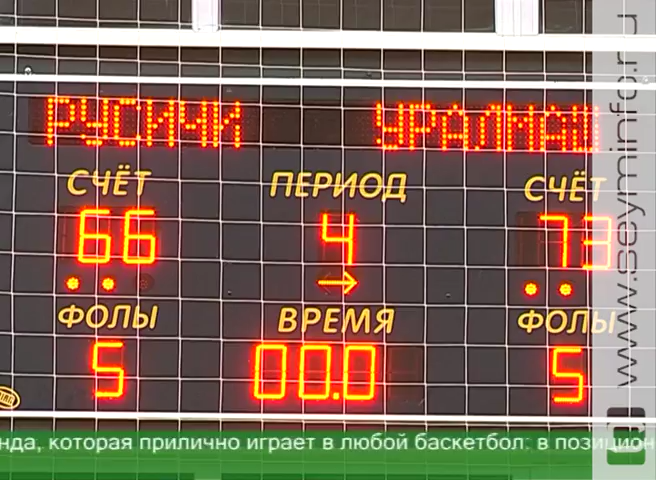 РУСИЧИ УРАЛМАШ
СЧЁТ ПЕРИОД СЧЁТ
66 4 73
ФОЛЫ ВРЕМЯ ФОЛЫ
5 00.0 5
нда, которая прилично играет в любой баскетбол: в позицион
www.seyminfo.ru